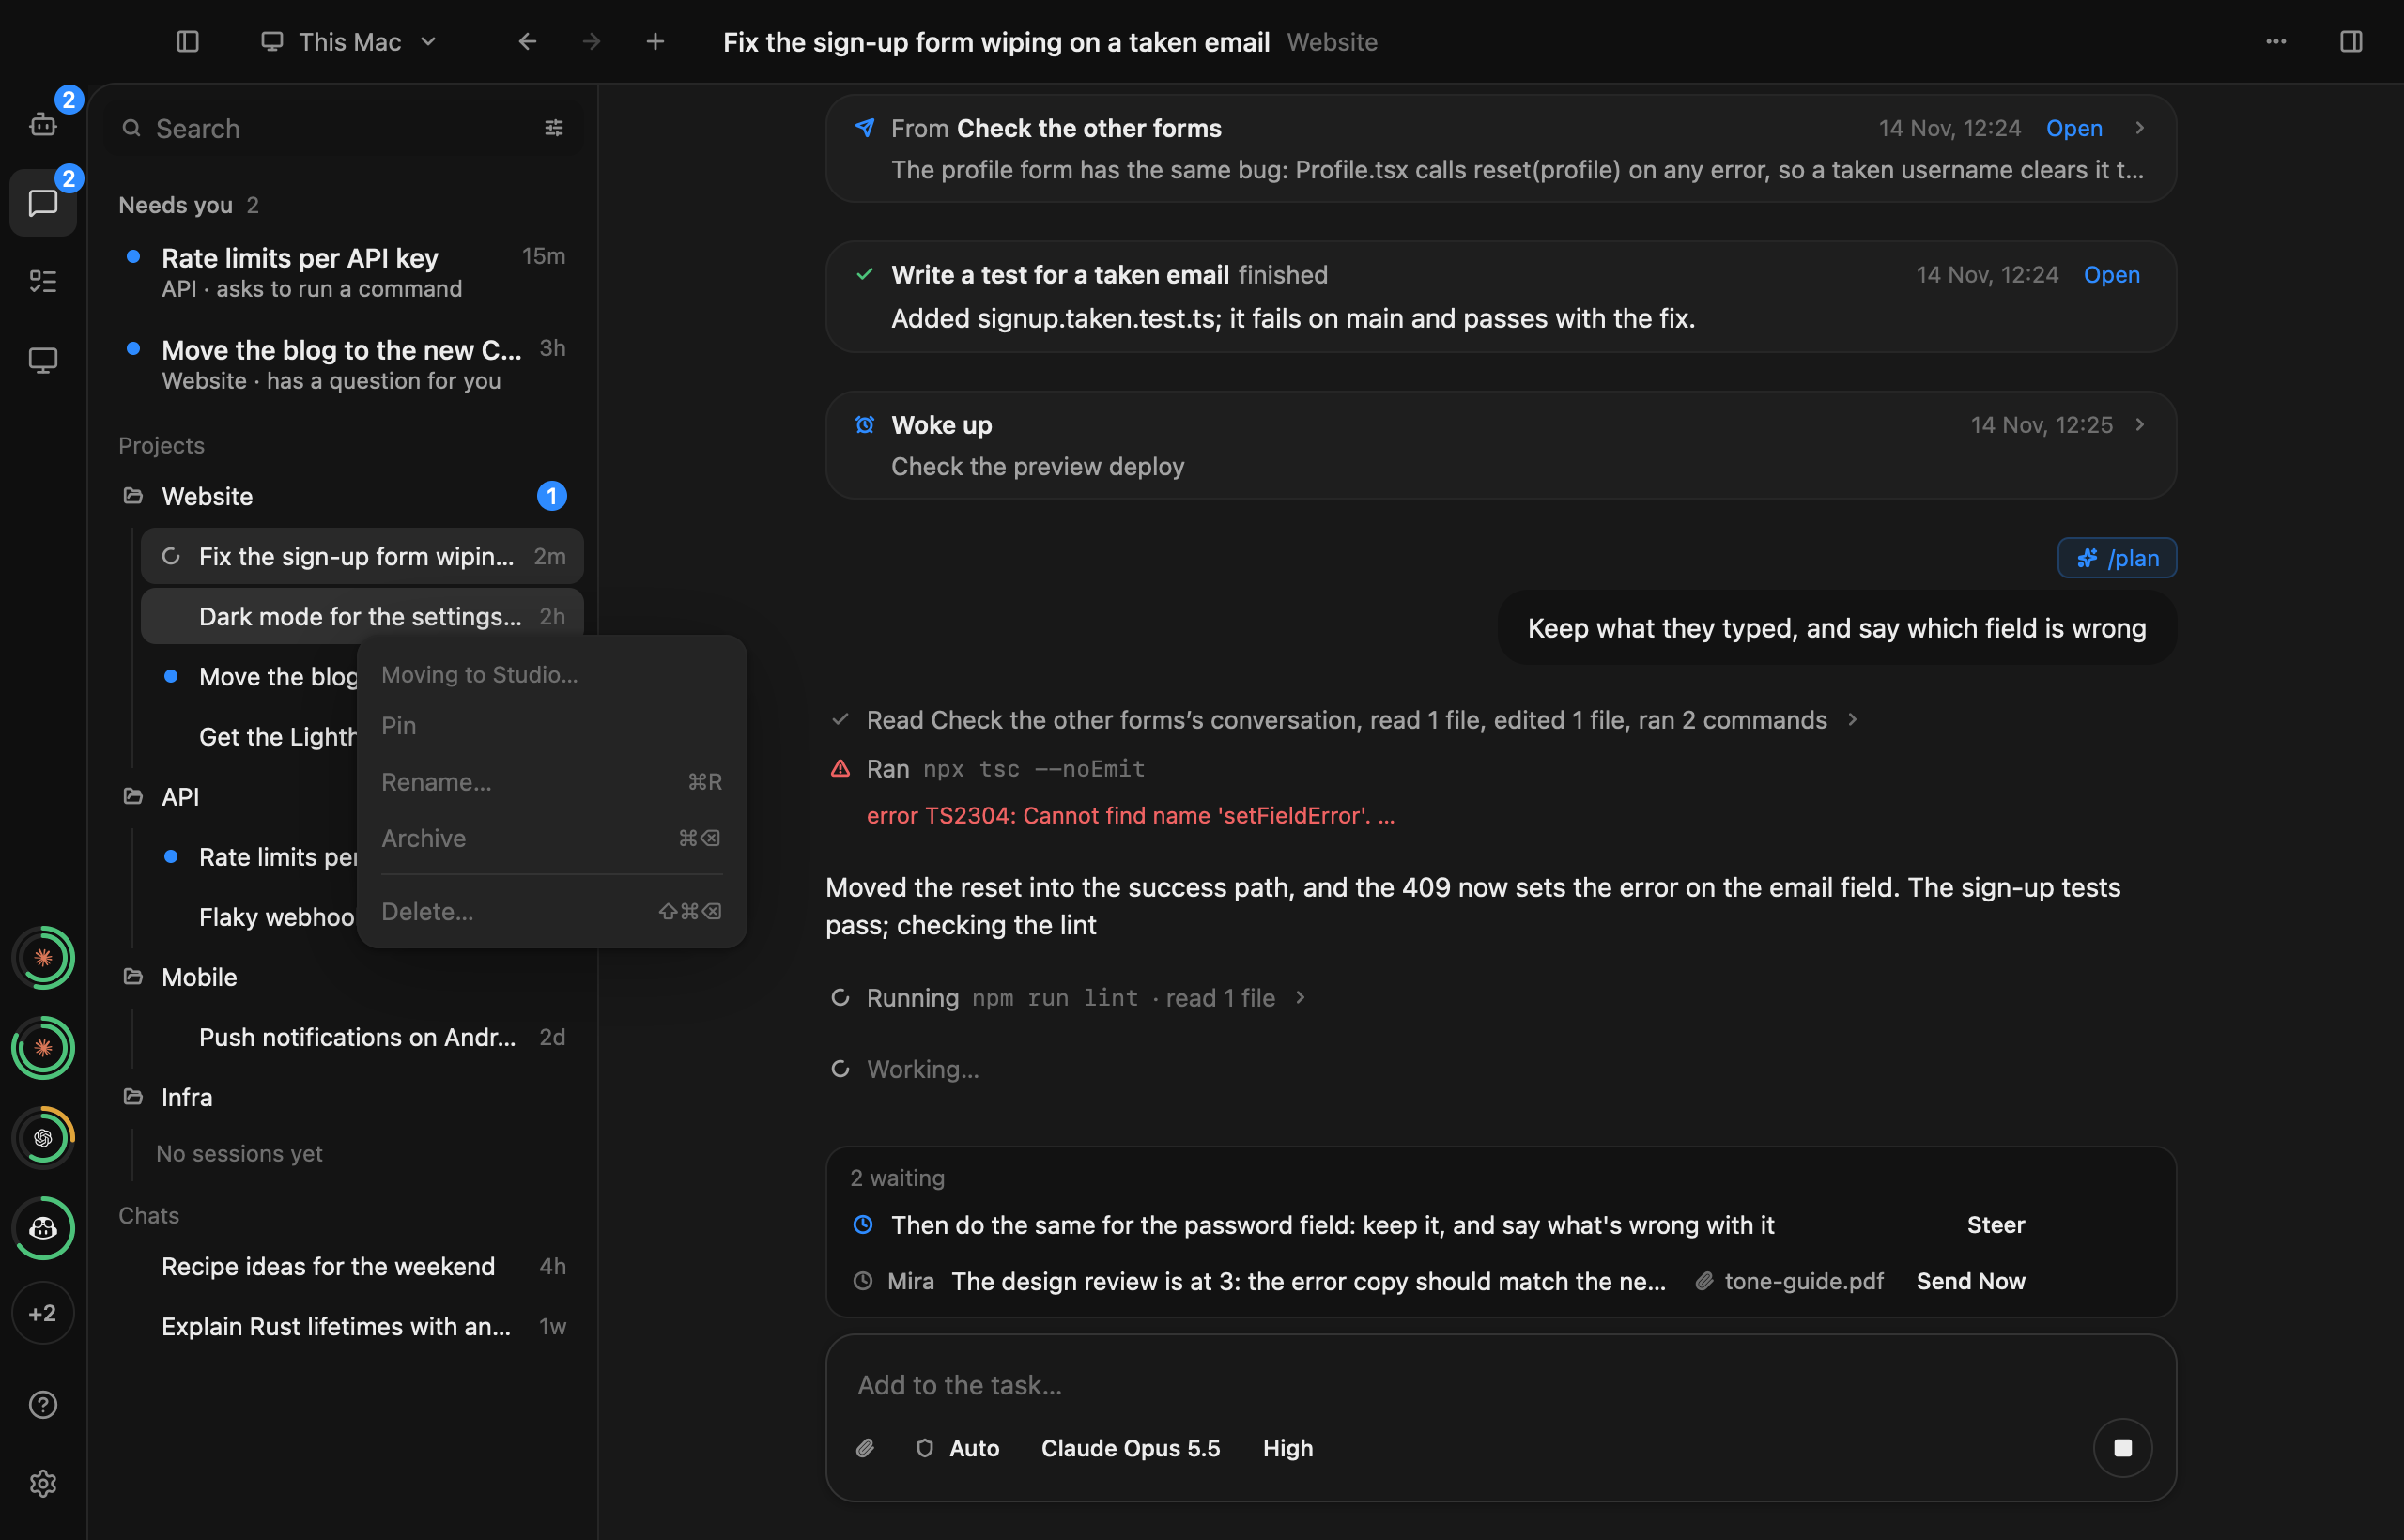 This Mac
Fix the sign-up form wiping on a taken email Website
2
2
Search
Needs you 2
Rate limits per API key 15m
API · asks to run a command
Move the blog to the new C... 3h
Website · has a question for you
Projects
Website 1
Fix the sign-up form wipin... 2m
Dark mode for the settings... 2h
Move the blog
Get the Lighth
API
Rate limits per
Flaky webhoo
Mobile
Push notifications on Andr... 2d
Infra
No sessions yet
Chats
Recipe ideas for the weekend 4h
Explain Rust lifetimes with an... 1w
+2
Moving to Studio...
Pin
Rename... ⌘R
Archive ⌘⌫
Delete... ⇧⌘⌫
From Check the other forms 14 Nov, 12:24 Open
The profile form has the same bug: Profile.tsx calls reset(profile) on any error, so a taken username clears it t...
Write a test for a taken email finished 14 Nov, 12:24 Open
Added signup.taken.test.ts; it fails on main and passes with the fix.
Woke up 14 Nov, 12:25
Check the preview deploy
/plan
Keep what they typed, and say which field is wrong
Read Check the other forms’s conversation, read 1 file, edited 1 file, ran 2 commands
Ran npx tsc --noEmit
error TS2304: Cannot find name 'setFieldError'. ...
Moved the reset into the success path, and the 409 now sets the error on the email field. The sign-up tests
pass; checking the lint
Running npm run lint · read 1 file
Working...
2 waiting
Then do the same for the password field: keep it, and say what's wrong with it Steer
Mira The design review is at 3: the error copy should match the ne... tone-guide.pdf Send Now
Add to the task...
Auto Claude Opus 5.5 High